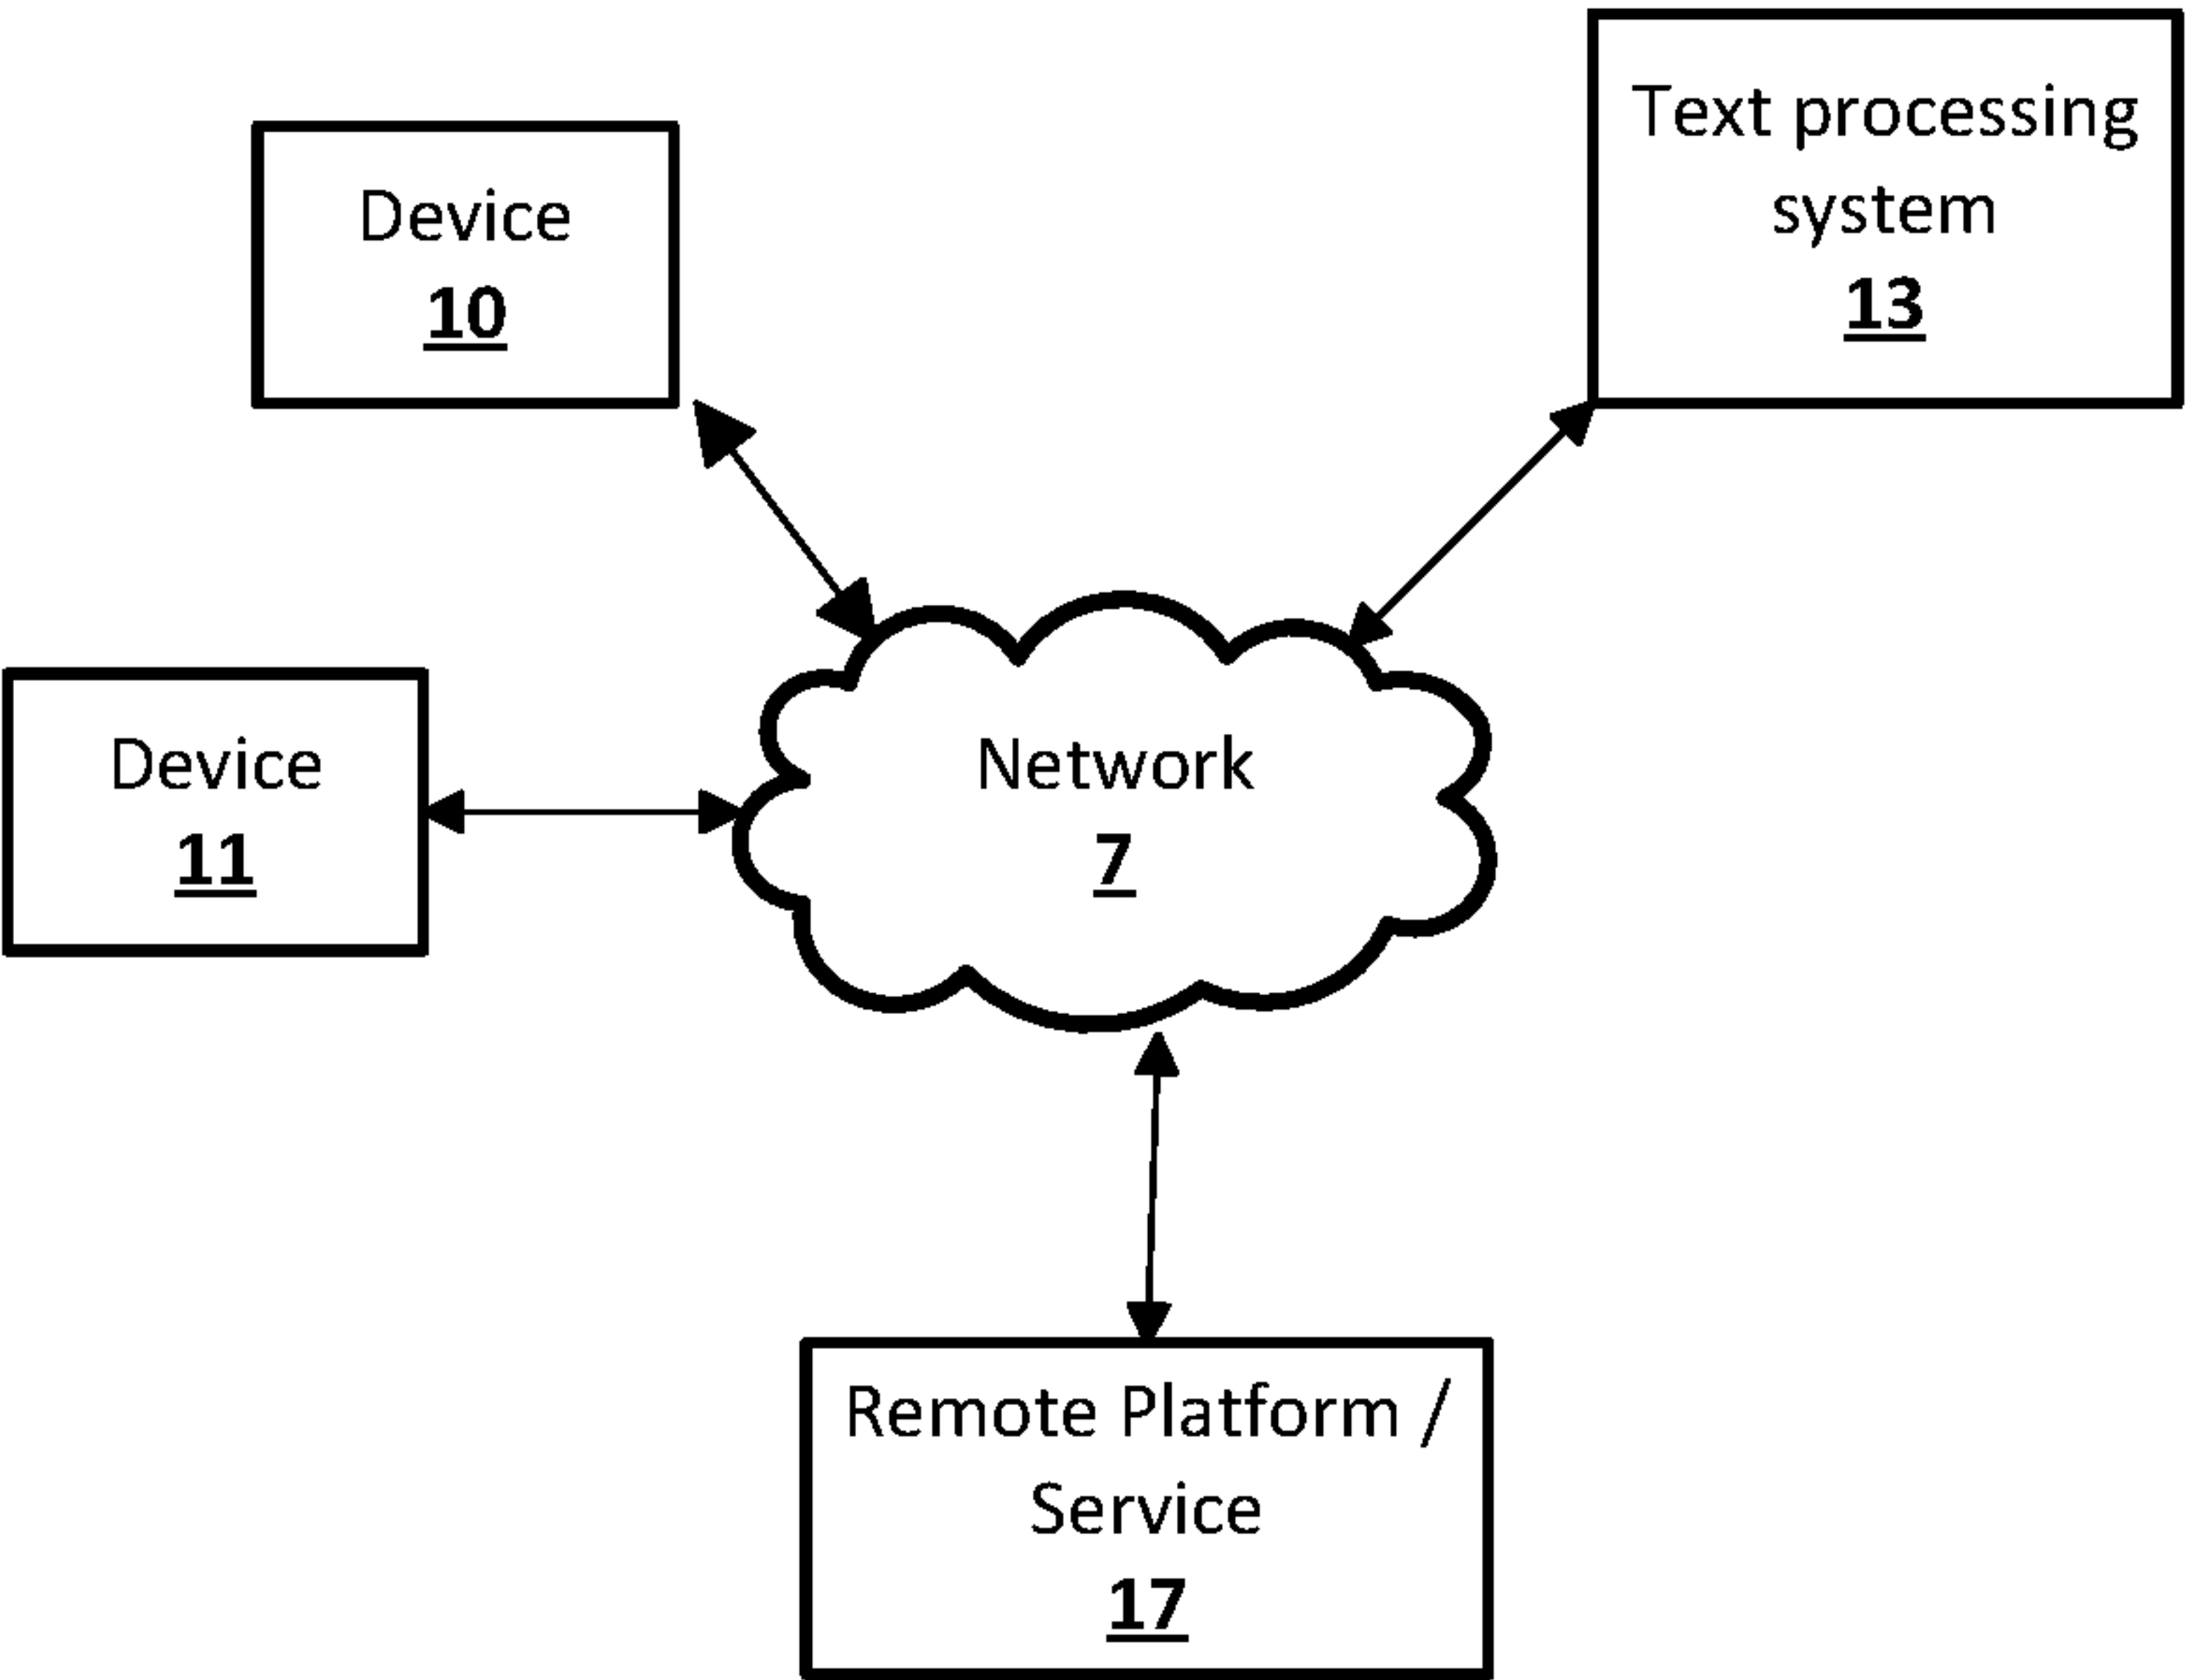 Device
10
Text processing
system
13
Device
11
Network
7
Remote Platform /
Service
17